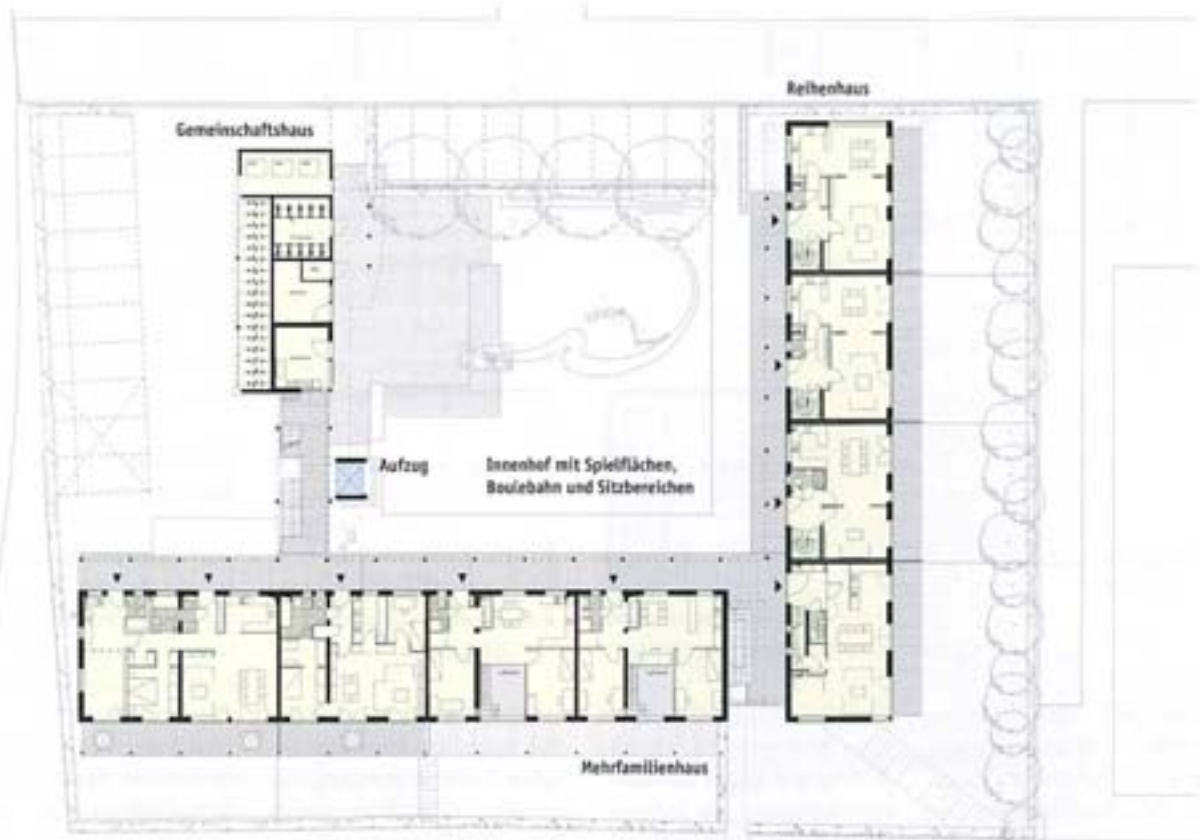 Reihenhaus
Gemeinschaftshaus
Aufzug
Innenhof mit Spielflächen,
Boulebahn und Sitzbereichen
Mehrfamilienhaus